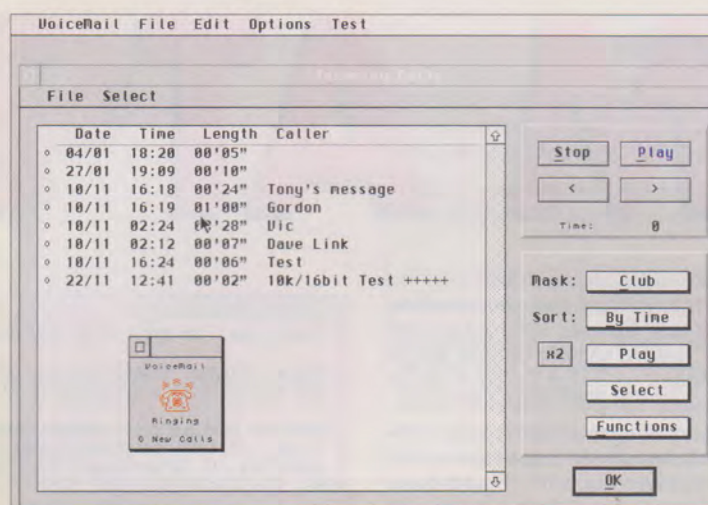 VoiceMail File Edit Options Test
Incoming Calls
File Select
Date Time Length Caller
04/01 18:20 00'05"
27/01 19:09 00'10"
10/11 16:18 00'24" Tony's message
10/11 16:19 01'00" Gordon
10/11 02:24 '28" Vic
10/11 02:12 00'07" Dave Link
10/11 16:24 00'06" Test
22/11 12:41 00'02" 10k/16bit Test +++++
Stop Play
< >
Time: 0
Mask: Club
Sort: By Time
x2 Play
Select
Functions
OK
VoiceMail
Ringing
0 New Calls